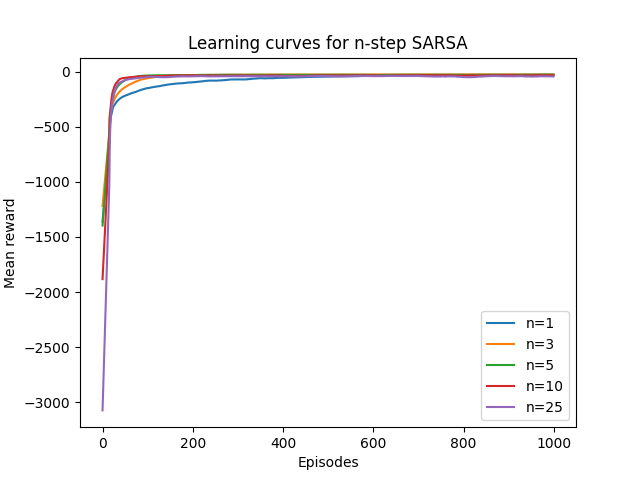 Learning curves for n-step SARSA
Mean reward
0
−500
−1000
−1500
−2000
−2500
−3000
n=1
n=3
n=5
n=10
n=25
0 200 400 600 800 1000
Episodes